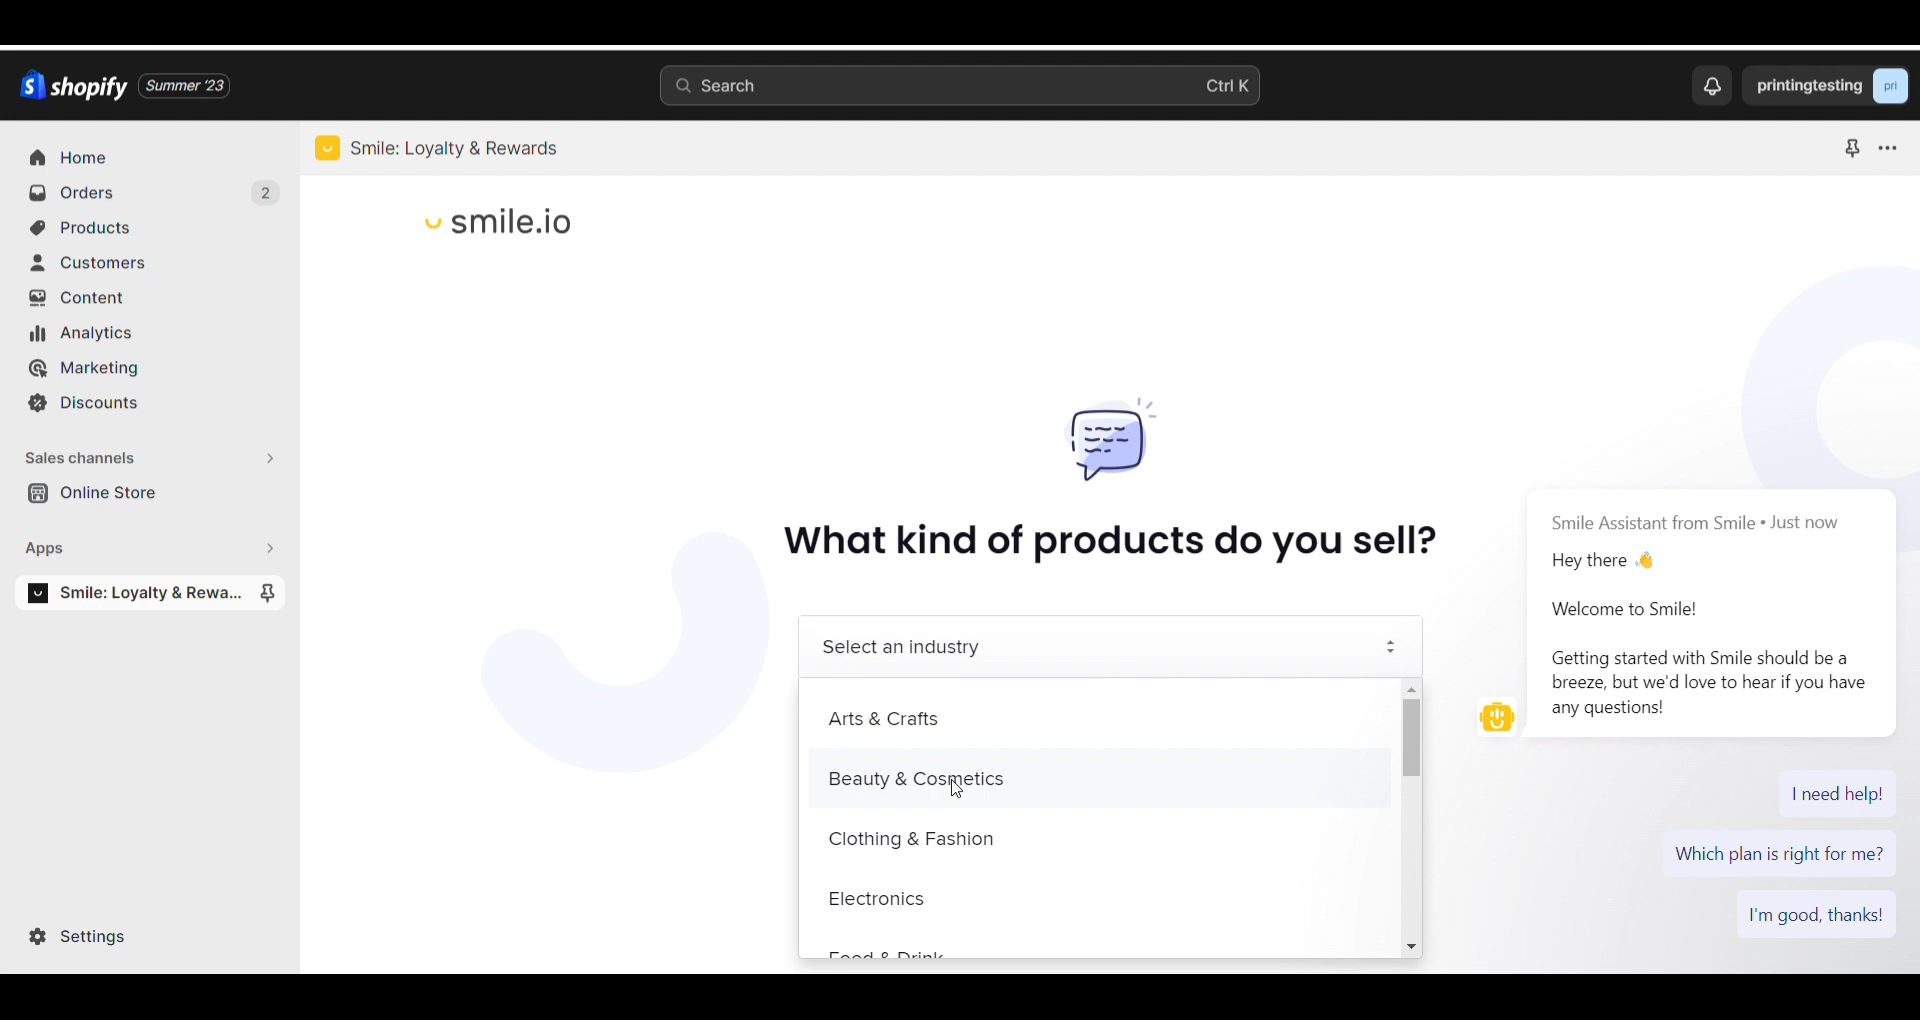 shopify Summer '23
Search Ctrl K
printingtesting pri
Home
Orders 2
Products
Customers
Content
Analytics
Marketing
Discounts
Sales channels
Online Store
Apps
Smile: Loyalty & Rewa...
Settings
Smile: Loyalty & Rewards
smile.io
What kind of products do you sell?
Select an industry
Arts & Crafts
Beauty & Cosmetics
Clothing & Fashion
Electronics
Food & Drink
Smile Assistant from Smile • Just now
Hey there 👋
Welcome to Smile!
Getting started with Smile should be a
breeze, but we'd love to hear if you have
any questions!
I need help!
Which plan is right for me?
I'm good, thanks!